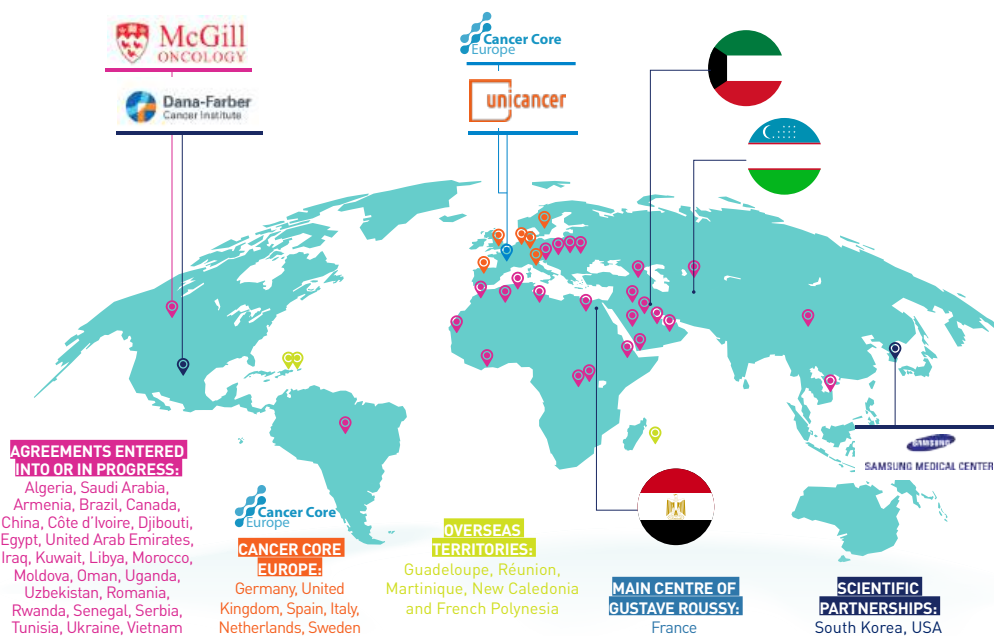 McGill
ONCOLOGY
Dana-Farber
Cancer Institute
Cancer Core
Europe
unicancer
SAMSUNG
SAMSUNG MEDICAL CENTER
AGREEMENTS ENTERED
INTO OR IN PROGRESS:
Algeria, Saudi Arabia,
Armenia, Brazil, Canada,
China, Côte d'Ivoire, Djibouti,
Egypt, United Arab Emirates,
Iraq, Kuwait, Libya, Morocco,
Moldova, Oman, Uganda,
Uzbekistan, Romania,
Rwanda, Senegal, Serbia,
Tunisia, Ukraine, Vietnam
Cancer Core
Europe
CANCER CORE
EUROPE:
Germany, United
Kingdom, Spain, Italy,
Netherlands, Sweden
OVERSEAS
TERRITORIES:
Guadeloupe, Réunion,
Martinique, New Caledonia
and French Polynesia
MAIN CENTRE OF
GUSTAVE ROUSSY:
France
SCIENTIFIC
PARTNERSHIPS:
South Korea, USA